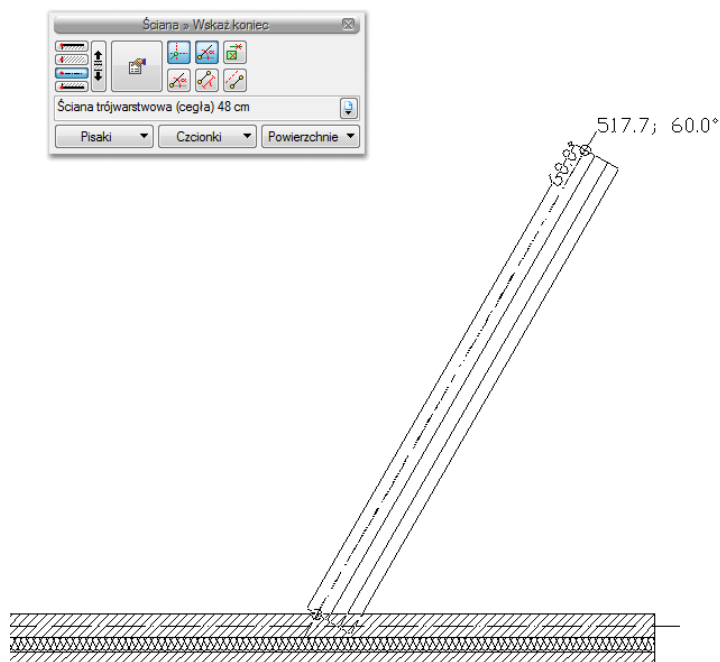 Ściana » Wskaż koniec
Ściana trójwarstwowa (cegła) 48 cm
Pisaki
Czcionki
Powierzchnie
517.7; 60.0°